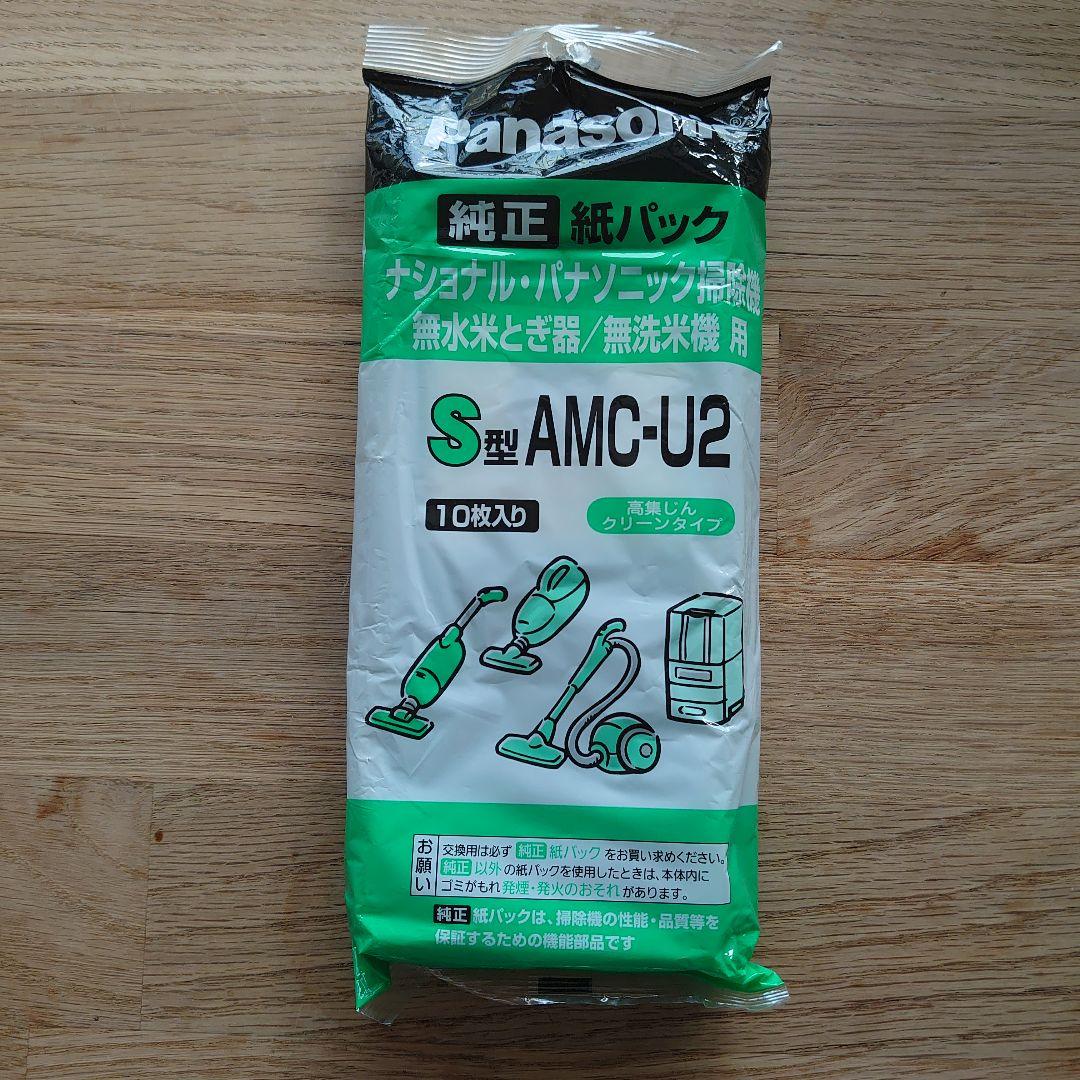 Panasonic
純正 紙パック
ナショナル・パナソニック掃除機
無水米とぎ器/無洗米機 用
S型 AMC-U2
10枚入り
高集じん
クリーンタイプ
お願い
交換用は必ず 純正 紙パック をお買い求めください。
純正 以外 の紙パックを使用したときは、本体内に
ゴミがもれ 発煙・発火のおそれ があります。
純正 紙パックは、掃除機の性能・品質等を
保証するための機能部品です